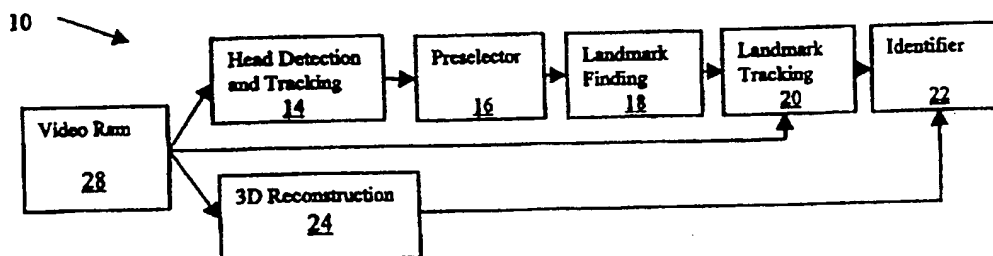 10
Head Detection
and Tracking
14
Preselector
16
Landmark
Finding
18
Landmark
Tracking
20
Identifier
22
Video Ram
28
3D Reconstruction
24